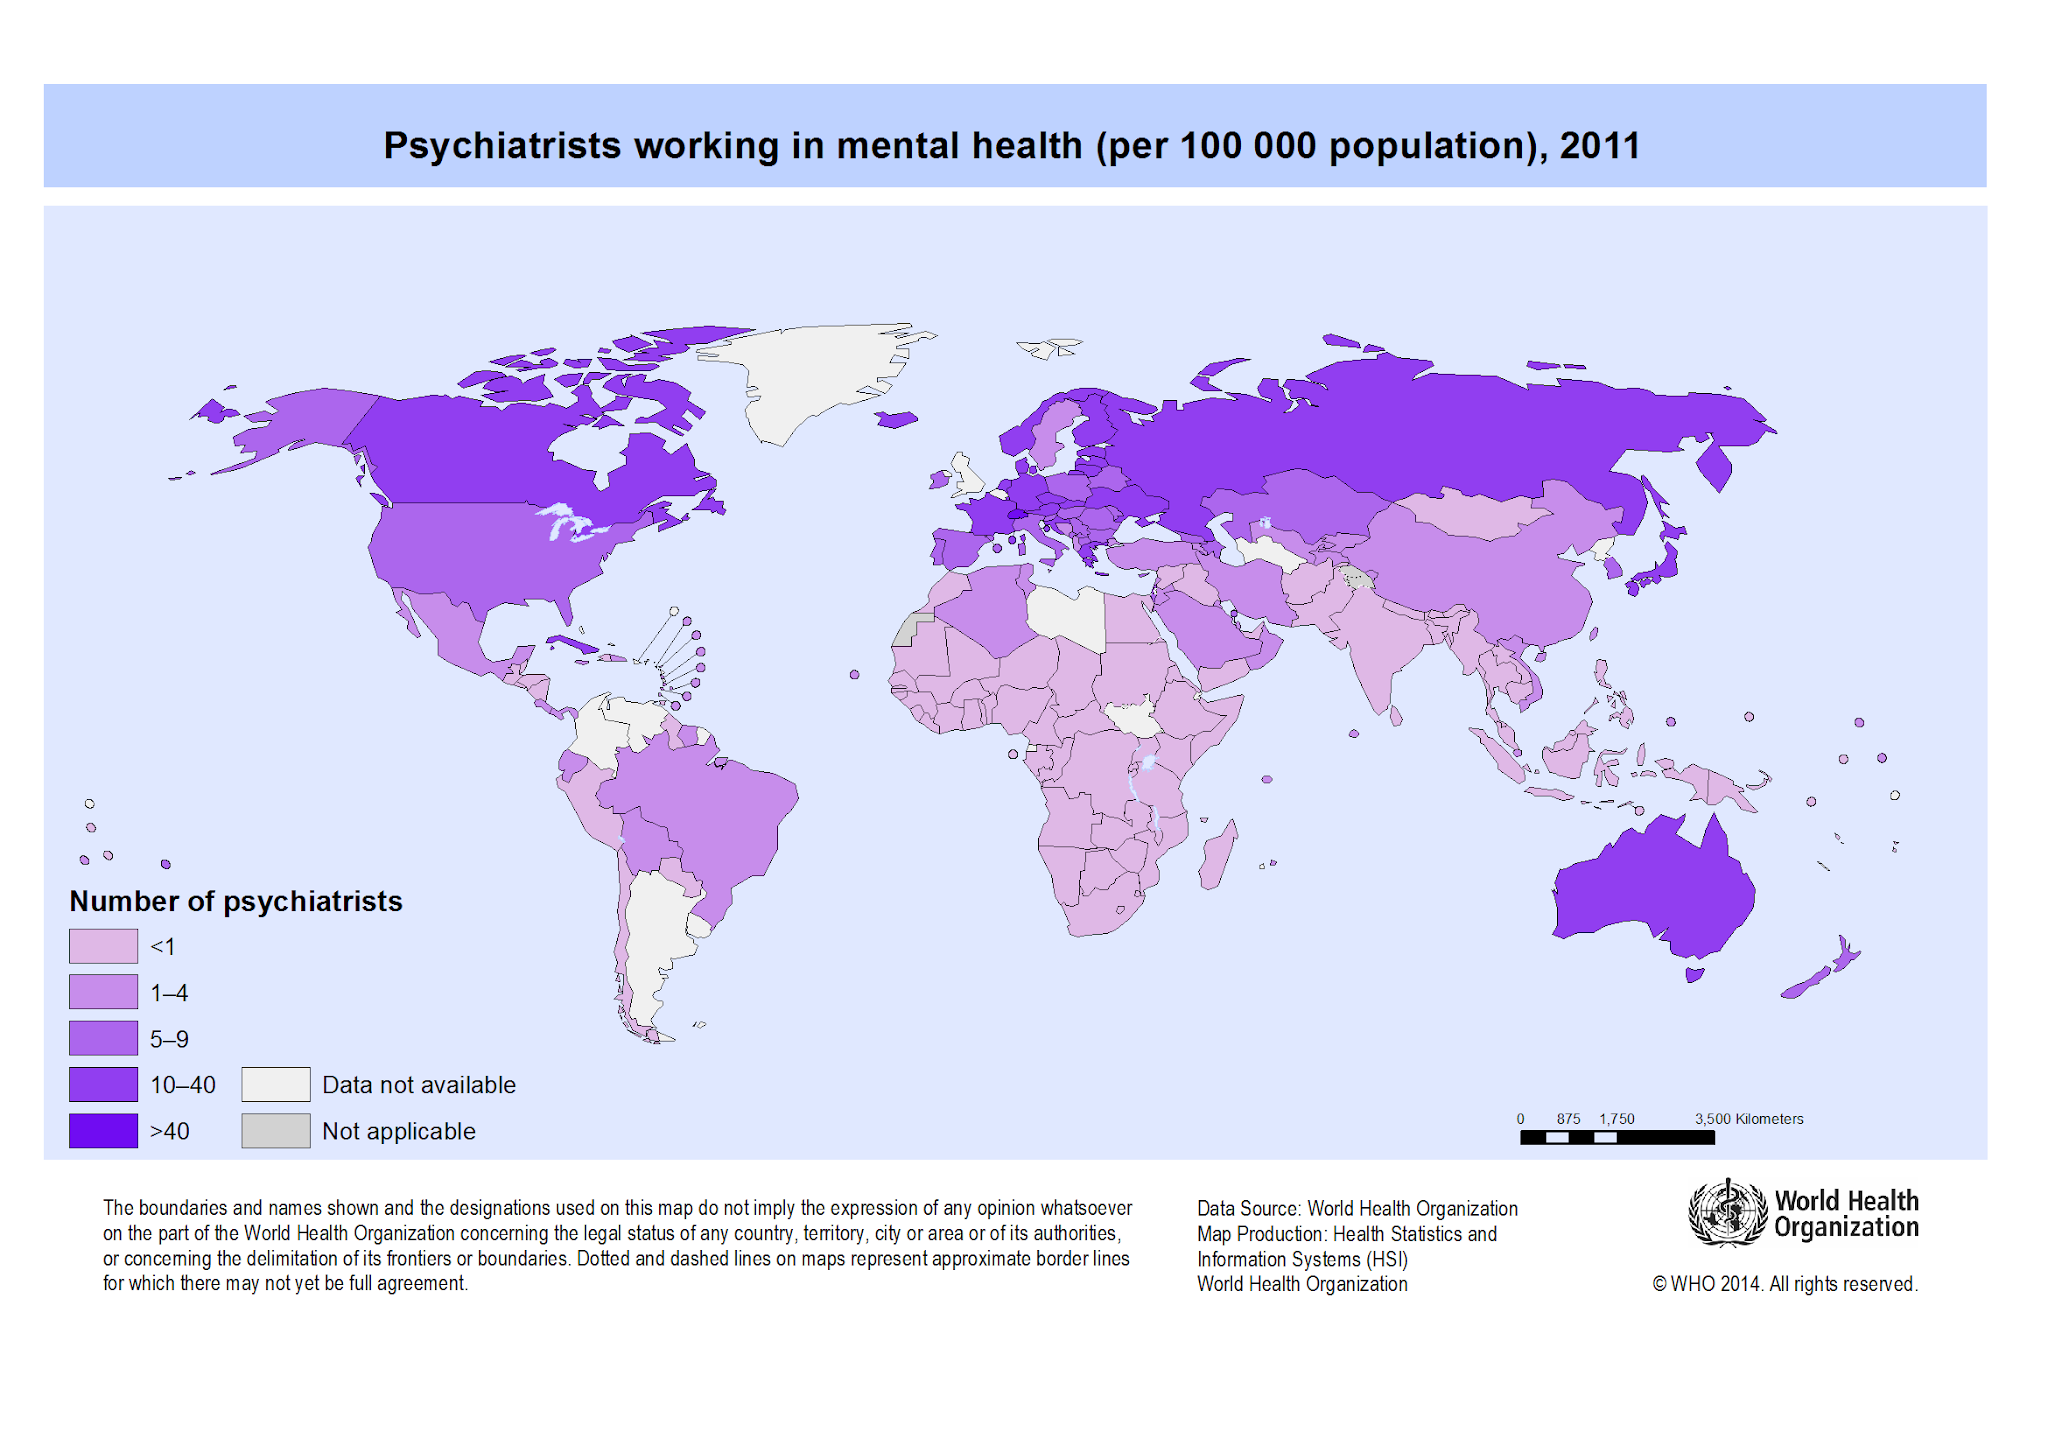 Psychiatrists working in mental health (per 100 000 population), 2011
Number of psychiatrists
<1
1–4
5–9
10–40
>40
Data not available
Not applicable
0 875 1,750 3,500 Kilometers
The boundaries and names shown and the designations used on this map do not imply the expression of any opinion whatsoever
on the part of the World Health Organization concerning the legal status of any country, territory, city or area or of its authorities,
or concerning the delimitation of its frontiers or boundaries. Dotted and dashed lines on maps represent approximate border lines
for which there may not yet be full agreement.
Data Source: World Health Organization
Map Production: Health Statistics and
Information Systems (HSI)
World Health Organization
World Health
Organization
© WHO 2014. All rights reserved.